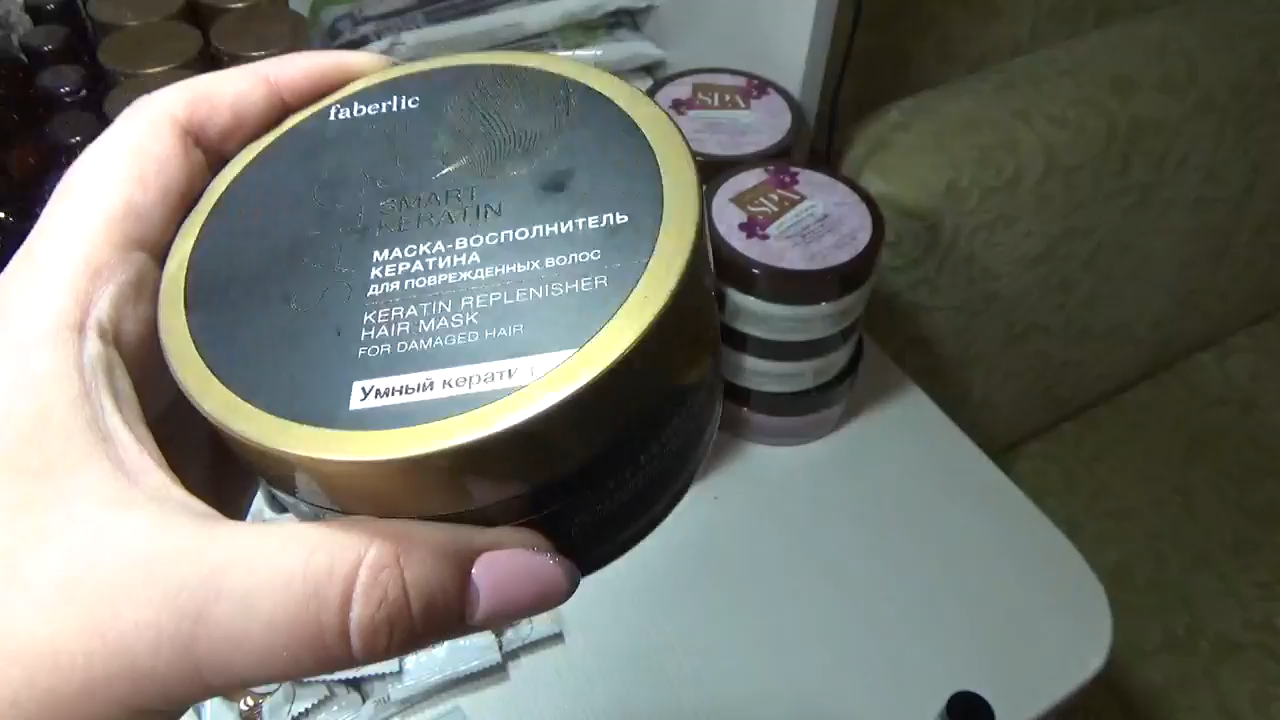 faberlic
SMART
KERATIN
МАСКА-ВОСПОЛНИТЕЛЬ
КЕРАТИНА
ДЛЯ ПОВРЕЖДЕННЫХ ВОЛОС
KERATIN REPLENISHER
HAIR MASK
FOR DAMAGED HAIR
Умный керати
SPA
SPA